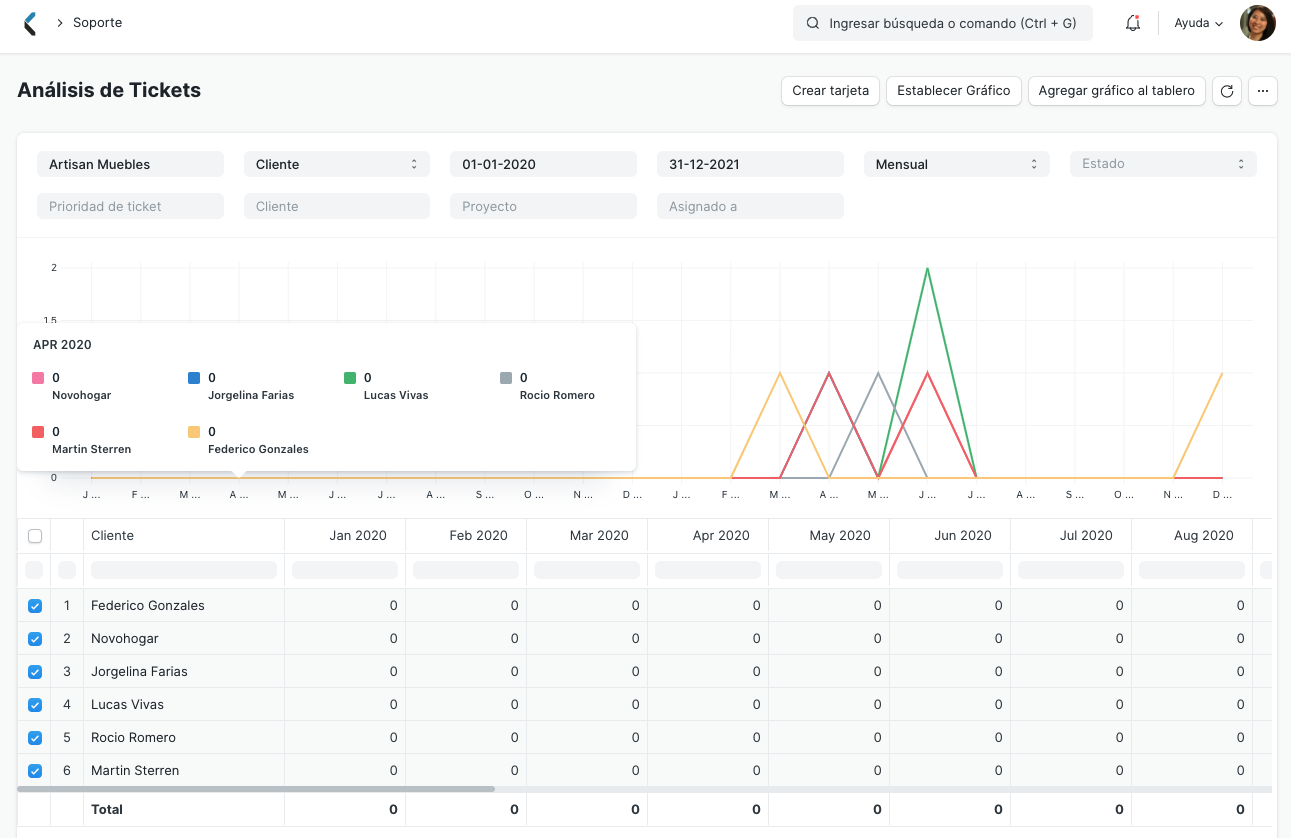 Soporte
Ingresar búsqueda o comando (Ctrl + G)
Ayuda
Análisis de Tickets
Crear tarjeta
Establecer Gráfico
Agregar gráfico al tablero
Artisan Muebles
Cliente
01-01-2020
31-12-2021
Mensual
Estado
Prioridad de ticket
Cliente
Proyecto
Asignado a
2
1.5
0
APR 2020
0 0 0 0
Novohogar Jorgelina Farias Lucas Vivas Rocio Romero
0 0
Martin Sterren Federico Gonzales
J ... F ... M ... A ... M ... J ... J ... A ... S ... O ... N ... D ... J ... F ... M ... A ... M ... J ... J ... A ... S ... O ... N ... D ...
Cliente Jan 2020 Feb 2020 Mar 2020 Apr 2020 May 2020 Jun 2020 Jul 2020 Aug 2020
1 Federico Gonzales 0 0 0 0 0 0 0 0
2 Novohogar 0 0 0 0 0 0 0 0
3 Jorgelina Farias 0 0 0 0 0 0 0 0
4 Lucas Vivas 0 0 0 0 0 0 0 0
5 Rocio Romero 0 0 0 0 0 0 0 0
6 Martin Sterren 0 0 0 0 0 0 0 0
Total 0 0 0 0 0 0 0 0